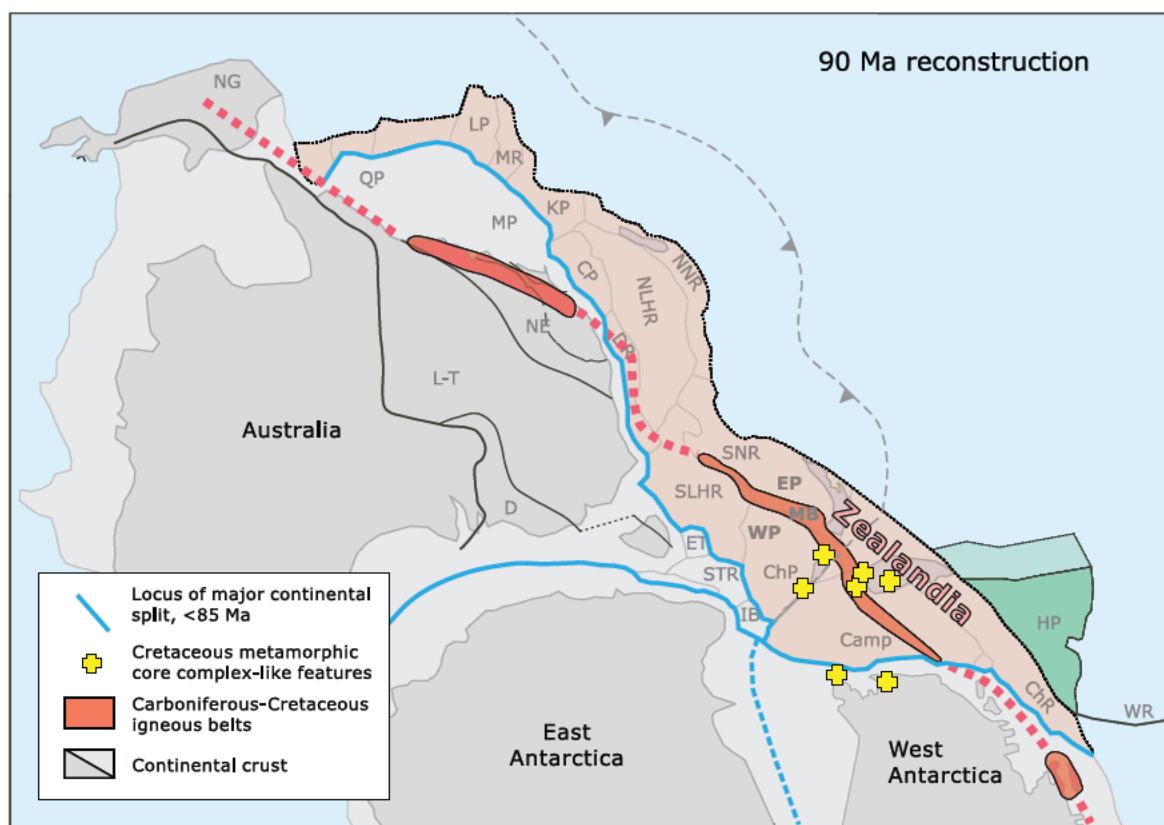 90 Ma reconstruction
NG
LP
MR
QP
KP
MP
NNR
CP
NLHR
NE
DR
L-T
Australia
SNR
EP
SLHR
MB
Zealandia
D
WP
ET
ChP
STR
IB
HP
Camp
ChR
WR
East
Antarctica
West
Antarctica
Locus of major continental
split, <85 Ma
Cretaceous metamorphic
core complex-like features
Carboniferous-Cretaceous
igneous belts
Continental crust